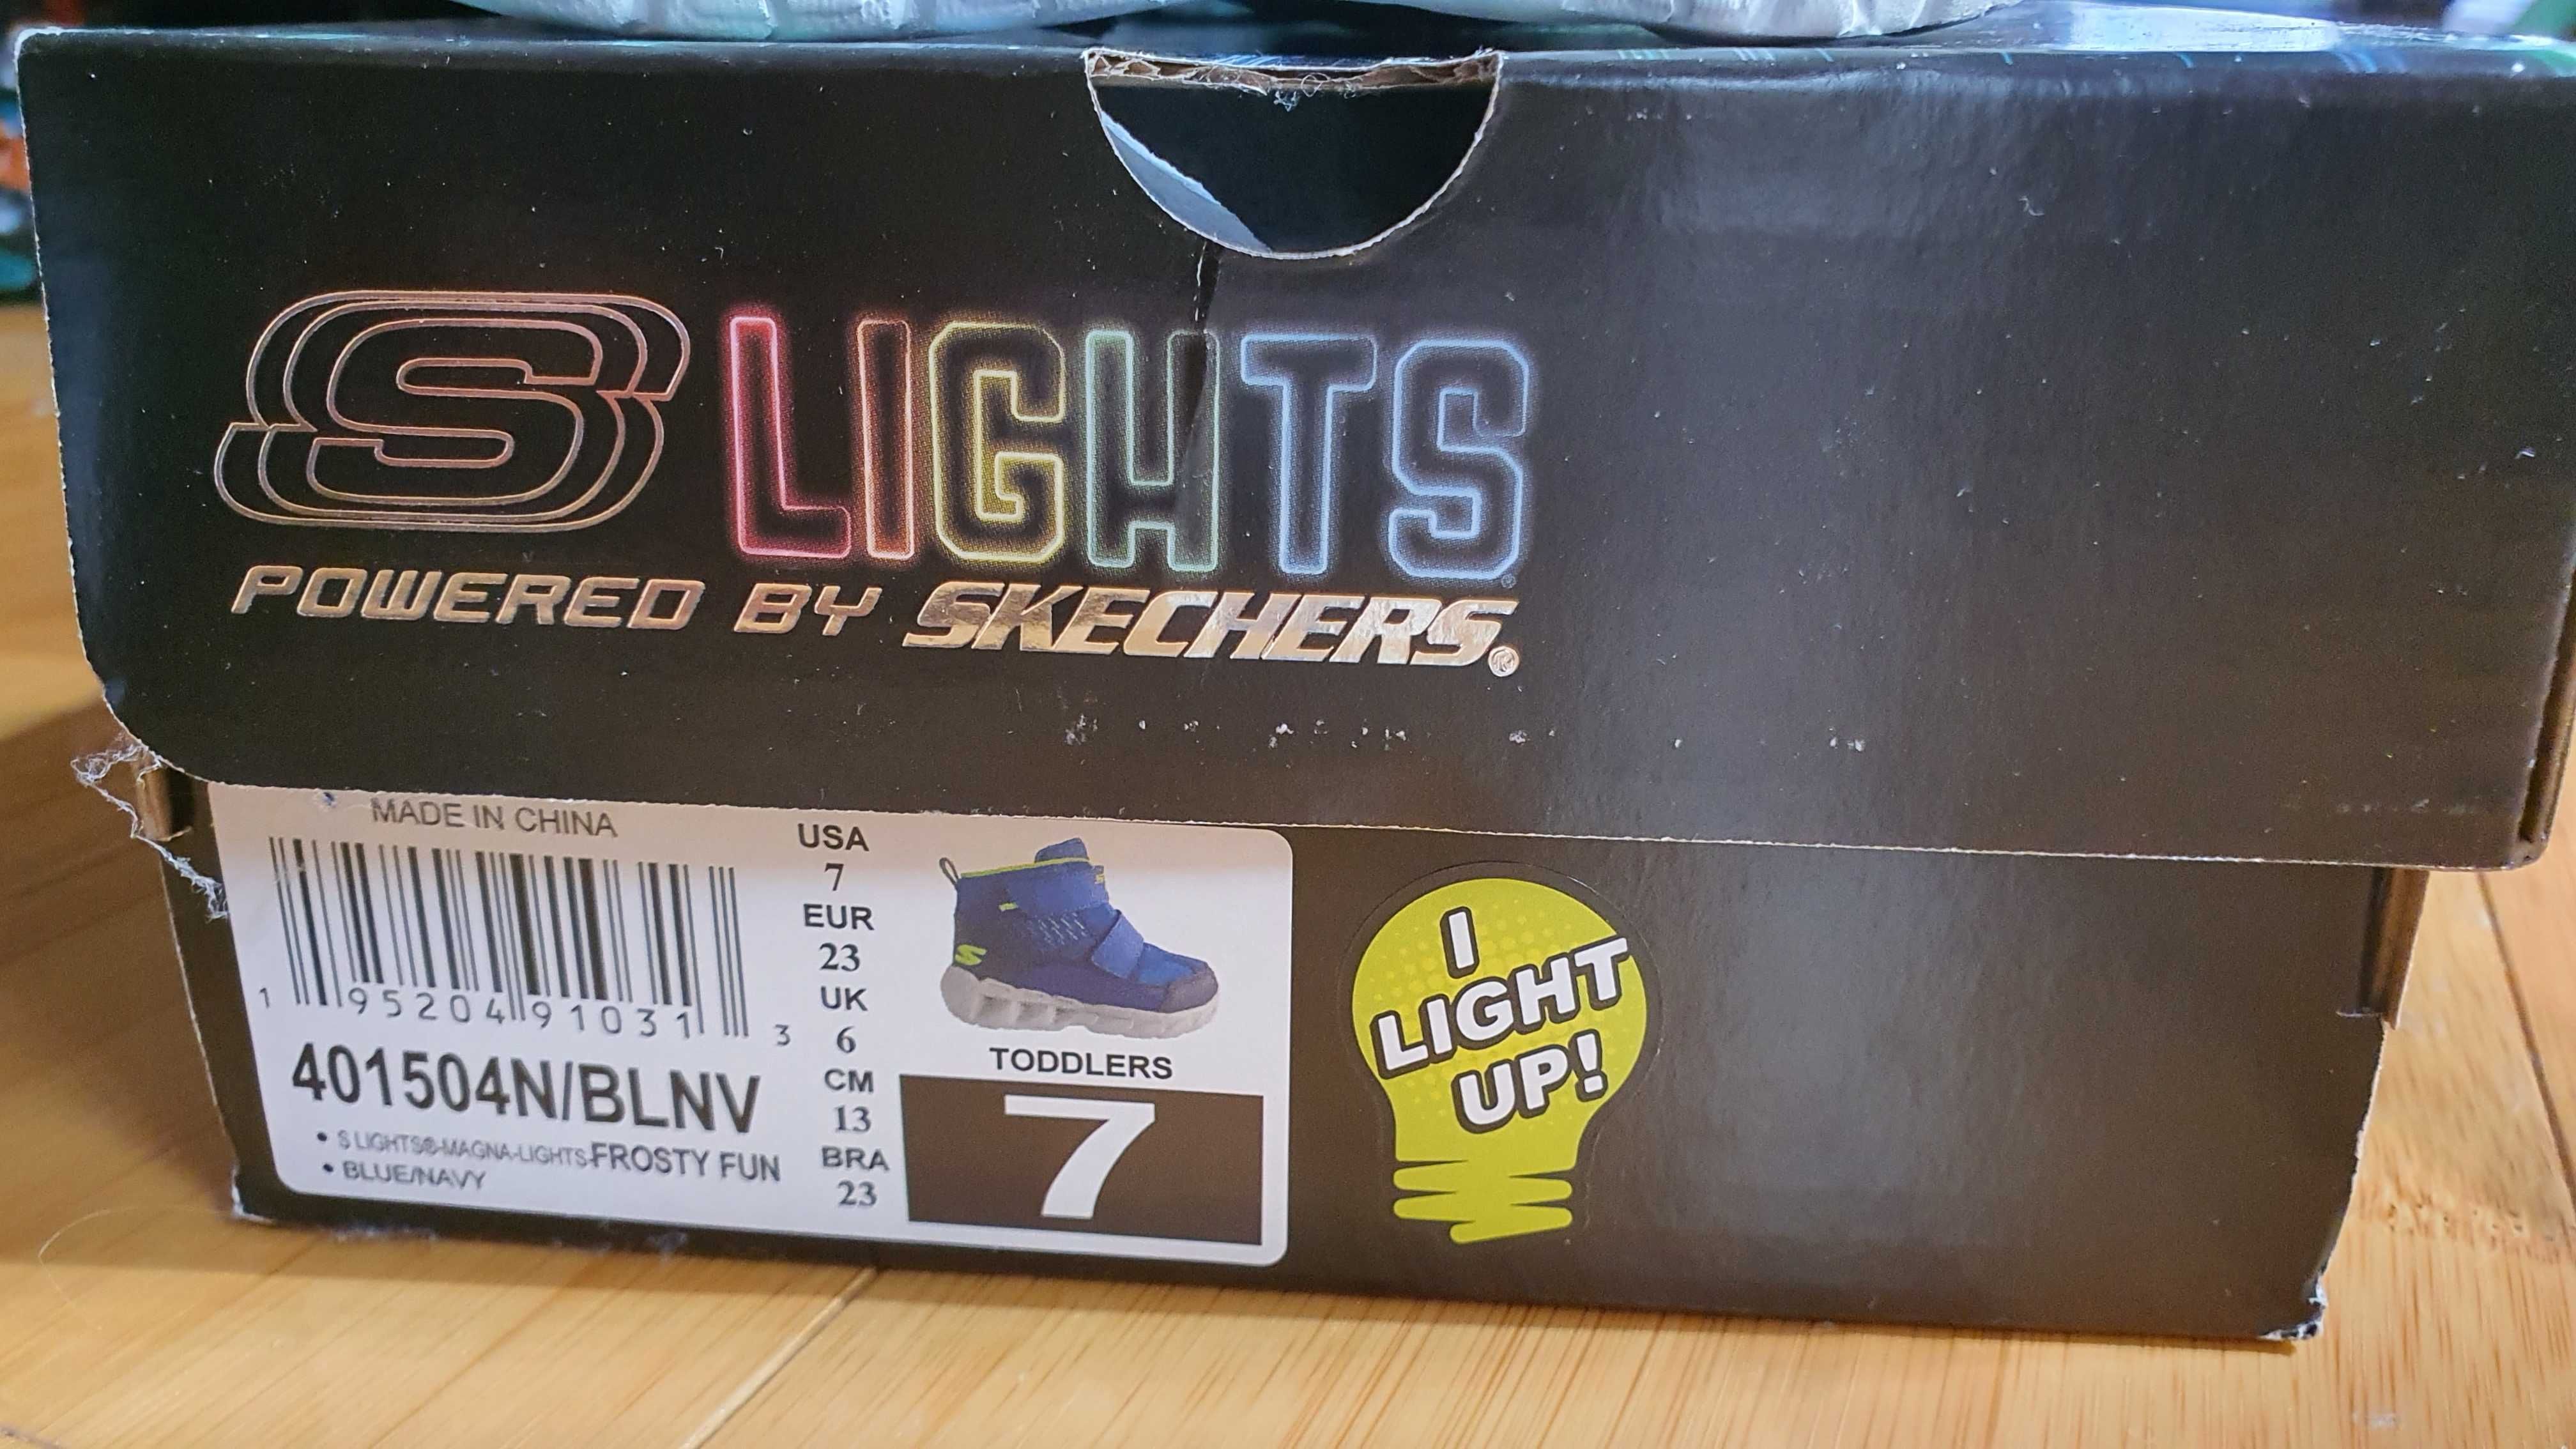 S LIGHTS
POWERED BY SKECHERS®
MADE IN CHINA
1 95204 91031 3
401504N/BLNV
• S LIGHTS®-MAGNA-LIGHTS-FROSTY FUN
• BLUE/NAVY
USA
7
EUR
23
UK
6
CM
13
BRA
23
TODDLERS
7
I
LIGHT
UP!